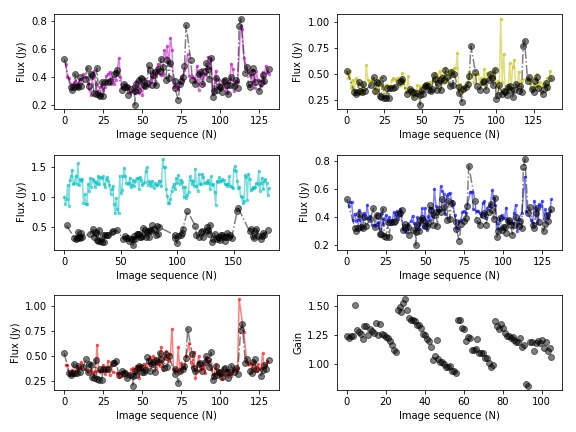 0.8
0.6
0.4
0.2
Flux (Jy)
0 25 50 75 100 125
Image sequence (N)
1.00
0.75
0.50
0.25
Flux (Jy)
0 25 50 75 100 125
Image sequence (N)
1.5
1.0
0.5
Flux (Jy)
0 50 100 150
Image sequence (N)
0.8
0.6
0.4
0.2
Flux (Jy)
0 25 50 75 100 125
Image sequence (N)
1.00
0.75
0.50
0.25
Flux (Jy)
0 25 50 75 100 125
Image sequence (N)
1.50
1.25
1.00
Gain
0 20 40 60 80 100
Image sequence (N)